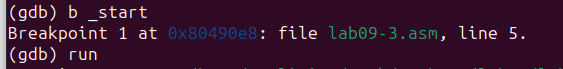 (gdb) b _start
Breakpoint 1 at 0x80490e8: file lab09-3.asm, line 5.
(gdb) run